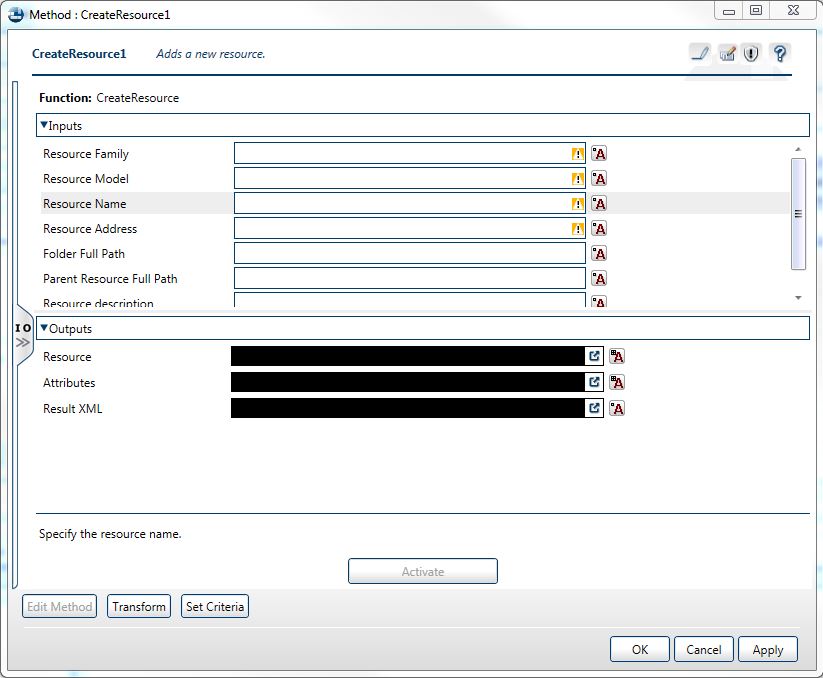 Method : CreateResource1
CreateResource1 Adds a new resource.
Function: CreateResource
Inputs
Resource Family
Resource Model
Resource Name
Resource Address
Folder Full Path
Parent Resource Full Path
Resource description
I O
Outputs
Resource
Attributes
Result XML
Specify the resource name.
Activate
Edit Method Transform Set Criteria
OK Cancel Apply